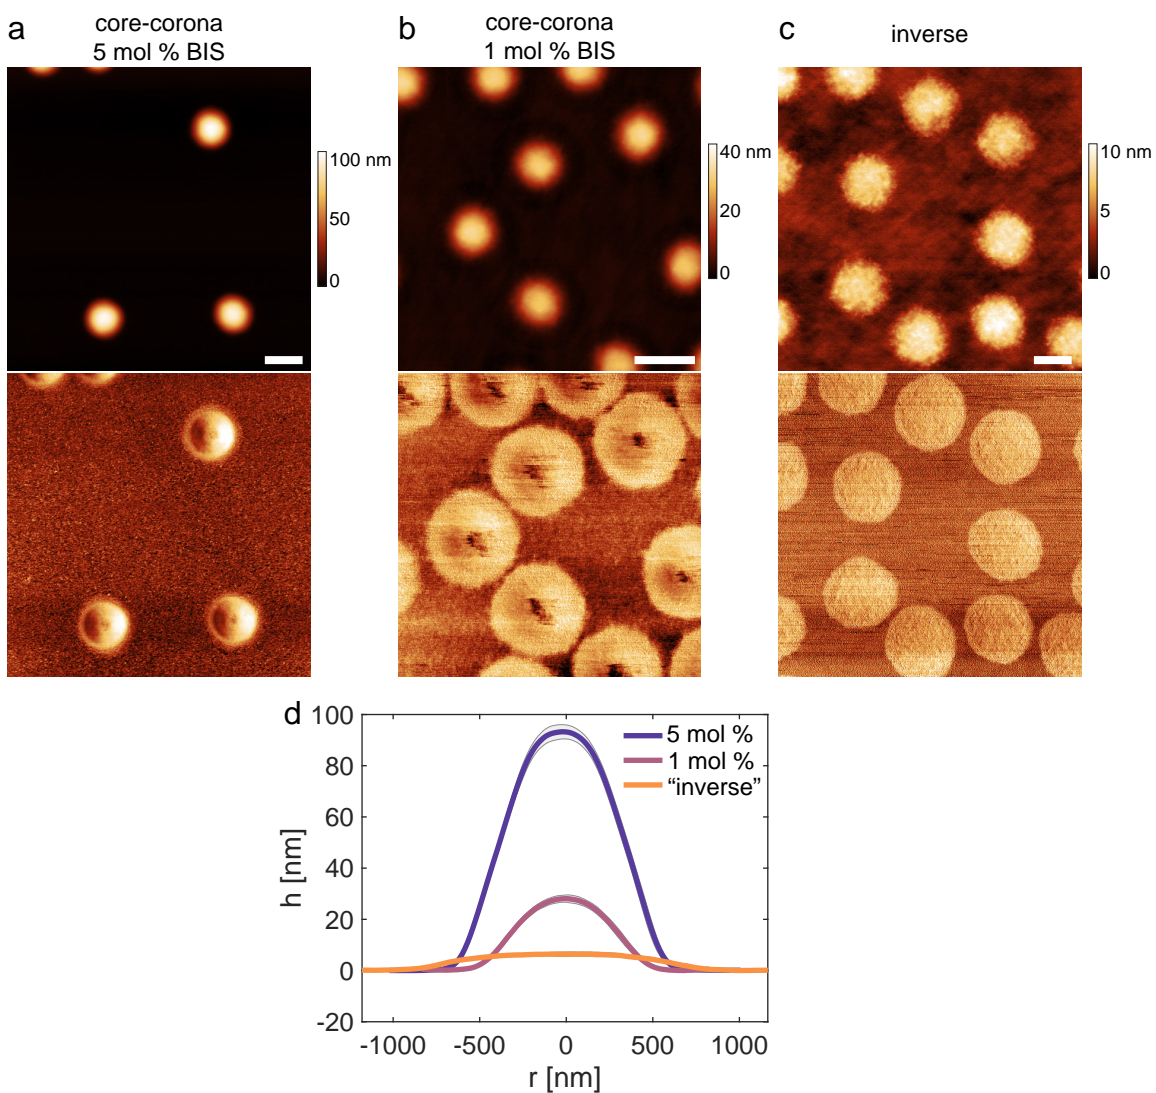 a
core-corona
5 mol % BIS
b
core-corona
1 mol % BIS
c
inverse
100 nm
50
0
40 nm
20
0
10 nm
5
0
d
100
80
60
40
20
0
-20
h [nm]
5 mol %
1 mol %
“inverse”
-1000
-500
0
500
1000
r [nm]